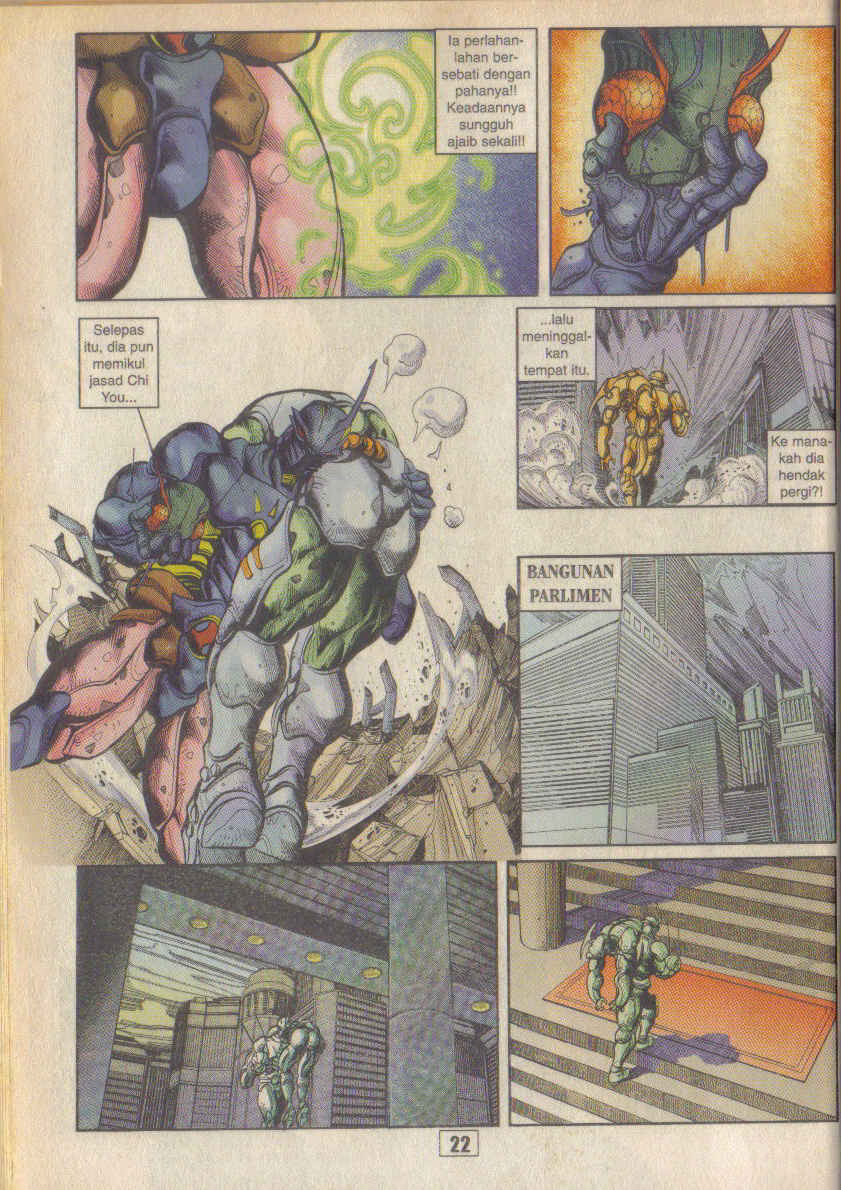 Ia perlahan-
lahan ber-
sebati dengan
pahanya!!
Keadaannya
sungguh
ajaib sekali!!
Selepas
itu, dia pun
memikul
jasad Chi
You...
...lalu
meninggal-
kan
tempat itu.
Ke mana-
kah dia
hendak
pergi?!
BANGUNAN
PARLIMEN
22